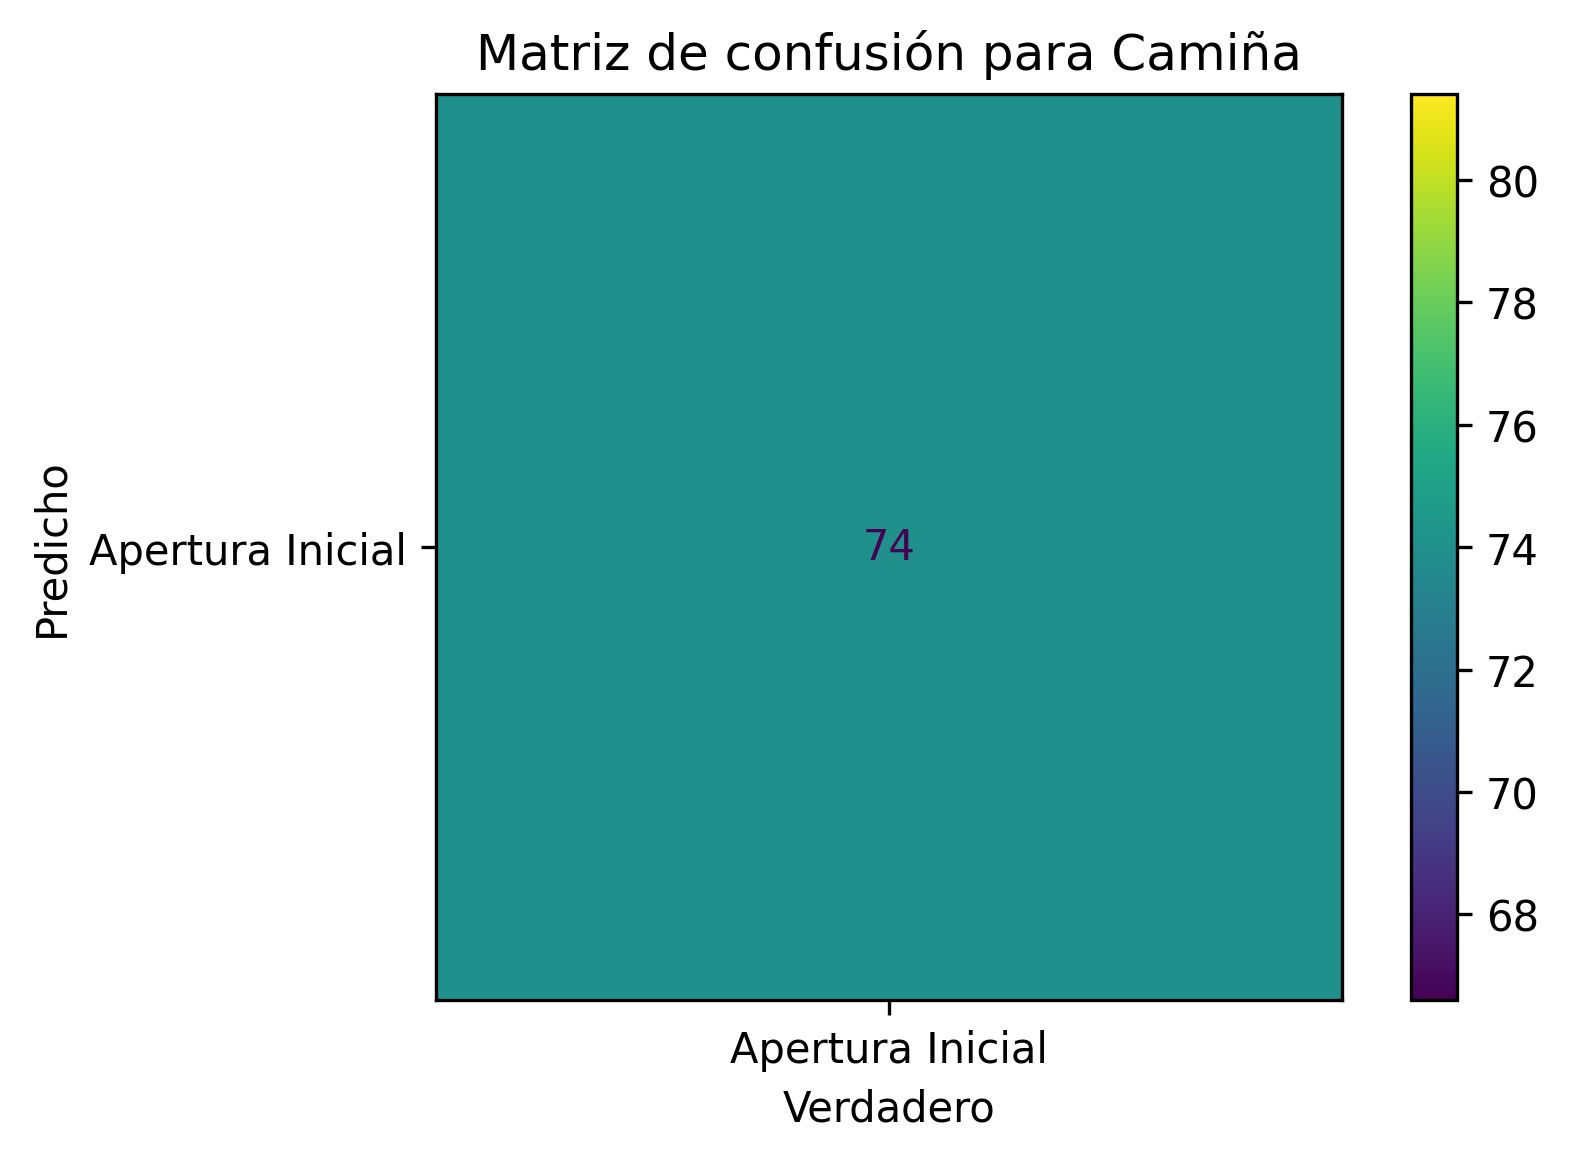 Matriz de confusión para Camiña
Predicho
Apertura Inicial
74
Apertura Inicial
Verdadero
80
78
76
74
72
70
68